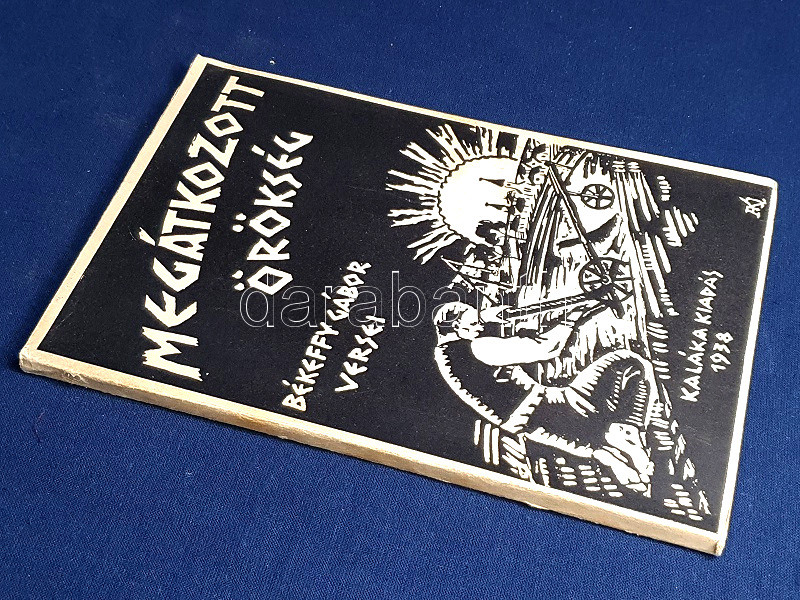 MEGÁTKOZOTT
ÖRÖKSÉG
BÉKEFFY GÁBOR
VERSEI
KALÁKA KIADÁS
1938